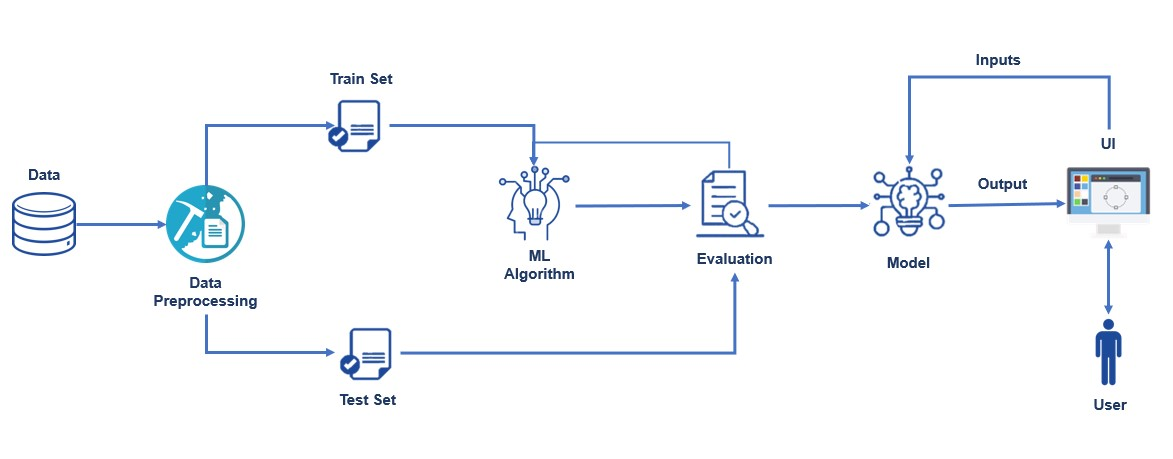 Data
Data
Preprocessing
Train Set
Test Set
ML
Algorithm
Evaluation
Model
Inputs
Output
UI
User